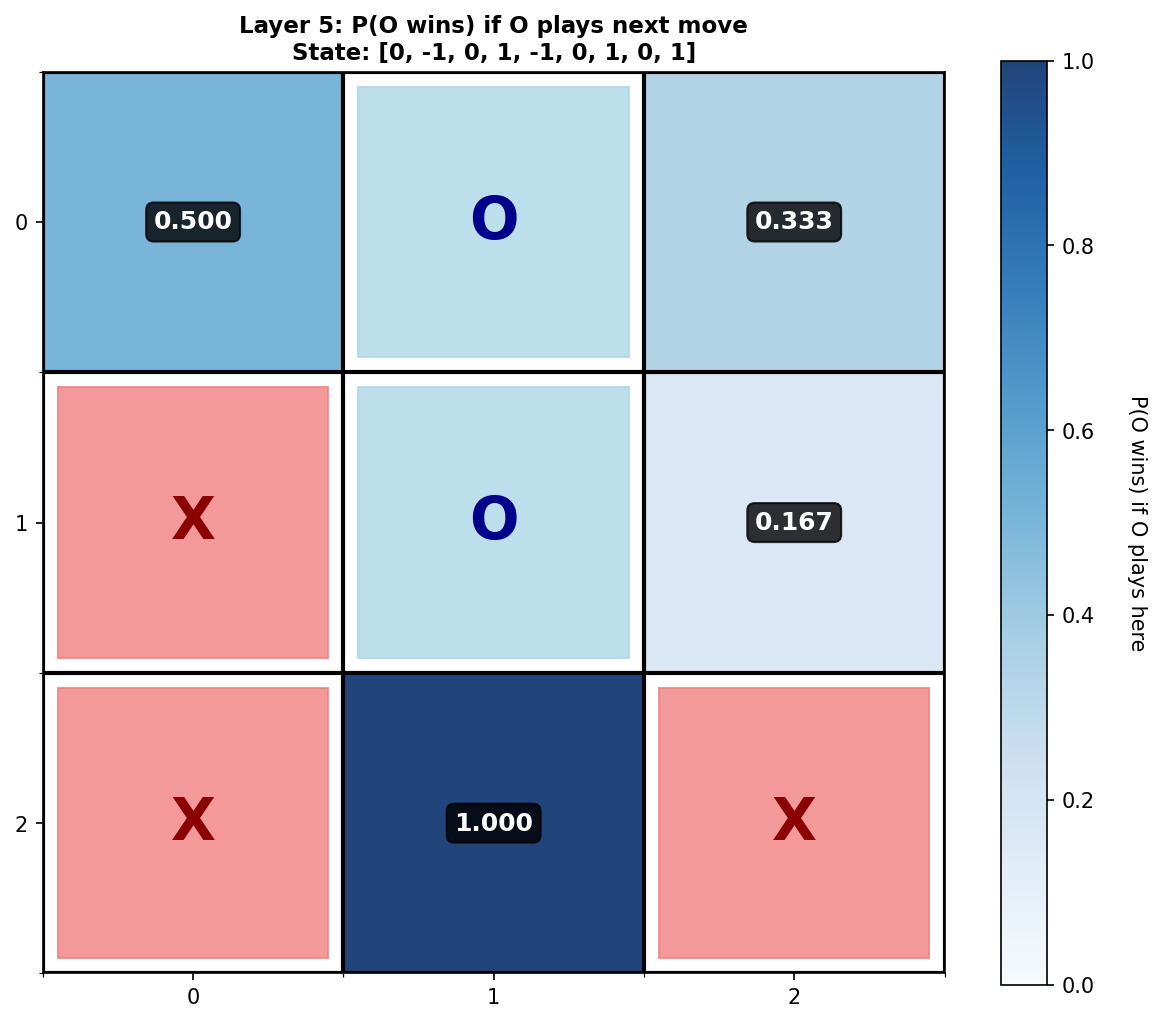 Layer 5: P(O wins) if O plays next move
State: [0, -1, 0, 1, -1, 0, 1, 0, 1]
0
0.500
O
0.333
1
X
O
0.167
2
X
1.000
X
0
1
2
1.0
0.8
0.6
0.4
0.2
0.0
P(O wins) if O plays here